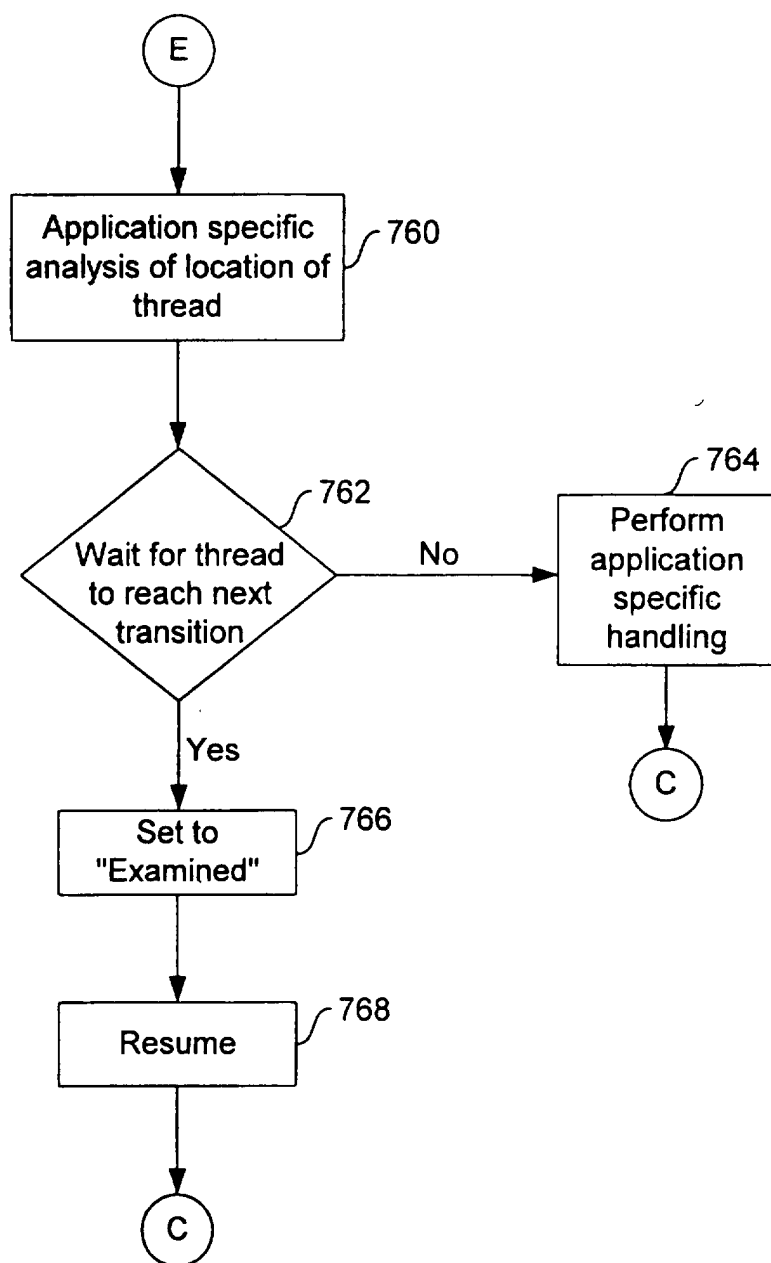 E
Application specific
analysis of location of
thread
760
762
Wait for thread
to reach next
transition
No
764
Perform
application
specific
handling
C
Yes
Set to
"Examined"
766
Resume
768
C